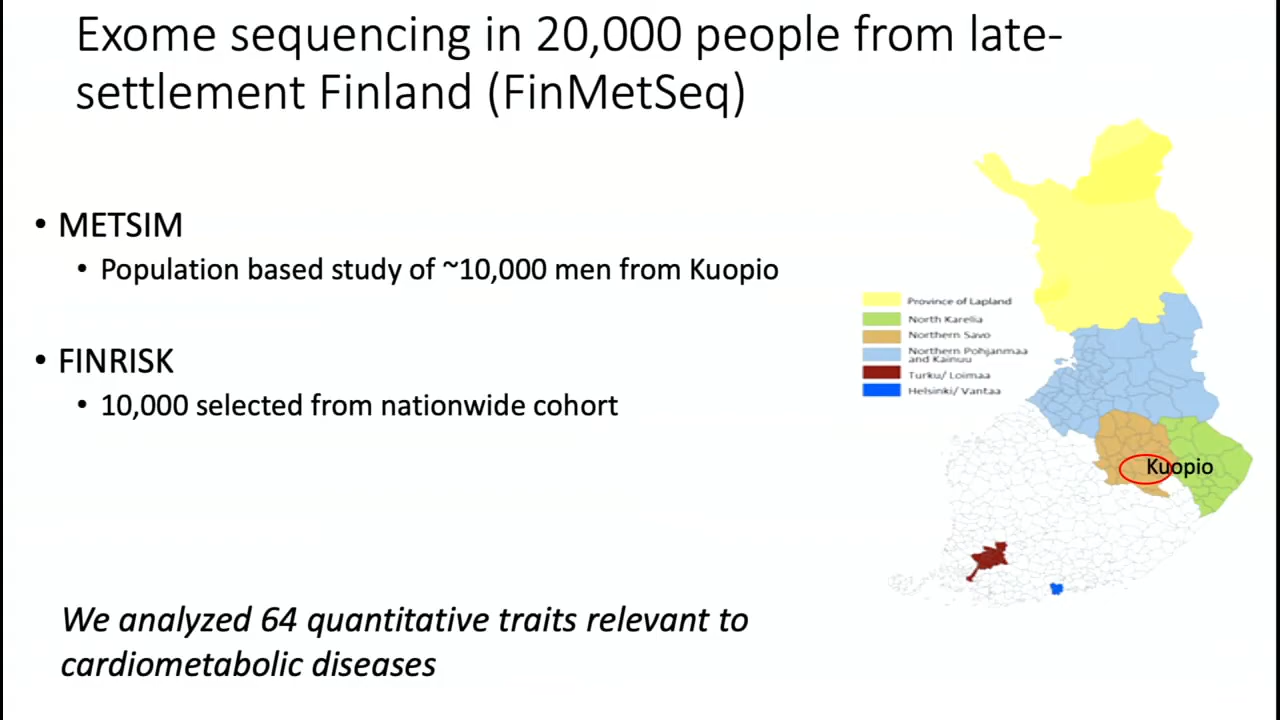 Exome sequencing in 20,000 people from late-
settlement Finland (FinMetSeq)
• METSIM
• Population based study of ~10,000 men from Kuopio
• FINRISK
• 10,000 selected from nationwide cohort
We analyzed 64 quantitative traits relevant to
cardiometabolic diseases
Province of Lapland
North Karelia
Northern Savo
Northern Pohjanmaa
and Kainuu
Turku/ Loimaa
Helsinki/ Vantaa
Kuopio